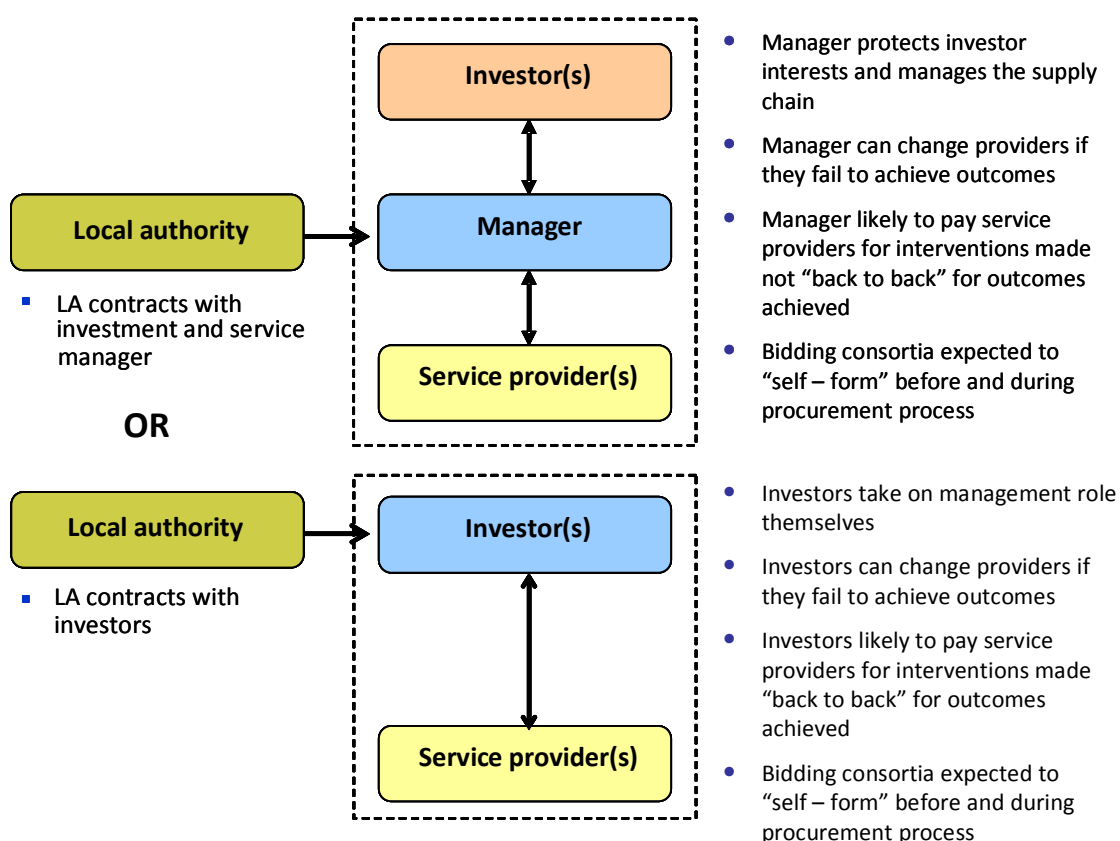 Investor(s)
Local authority
Manager
Service provider(s)
▪ LA contracts with
investment and service
manager
• Manager protects investor
interests and manages the supply
chain
• Manager can change providers if
they fail to achieve outcomes
• Manager likely to pay service
providers for interventions made
not “back to back” for outcomes
achieved
• Bidding consortia expected to
“self – form” before and during
procurement process
OR
Local authority
Investor(s)
Service provider(s)
▪ LA contracts with
investors
• Investors take on management role
themselves
• Investors can change providers if
they fail to achieve outcomes
• Investors likely to pay service
providers for interventions made
“back to back” for outcomes
achieved
• Bidding consortia expected to
“self – form” before and during
procurement process